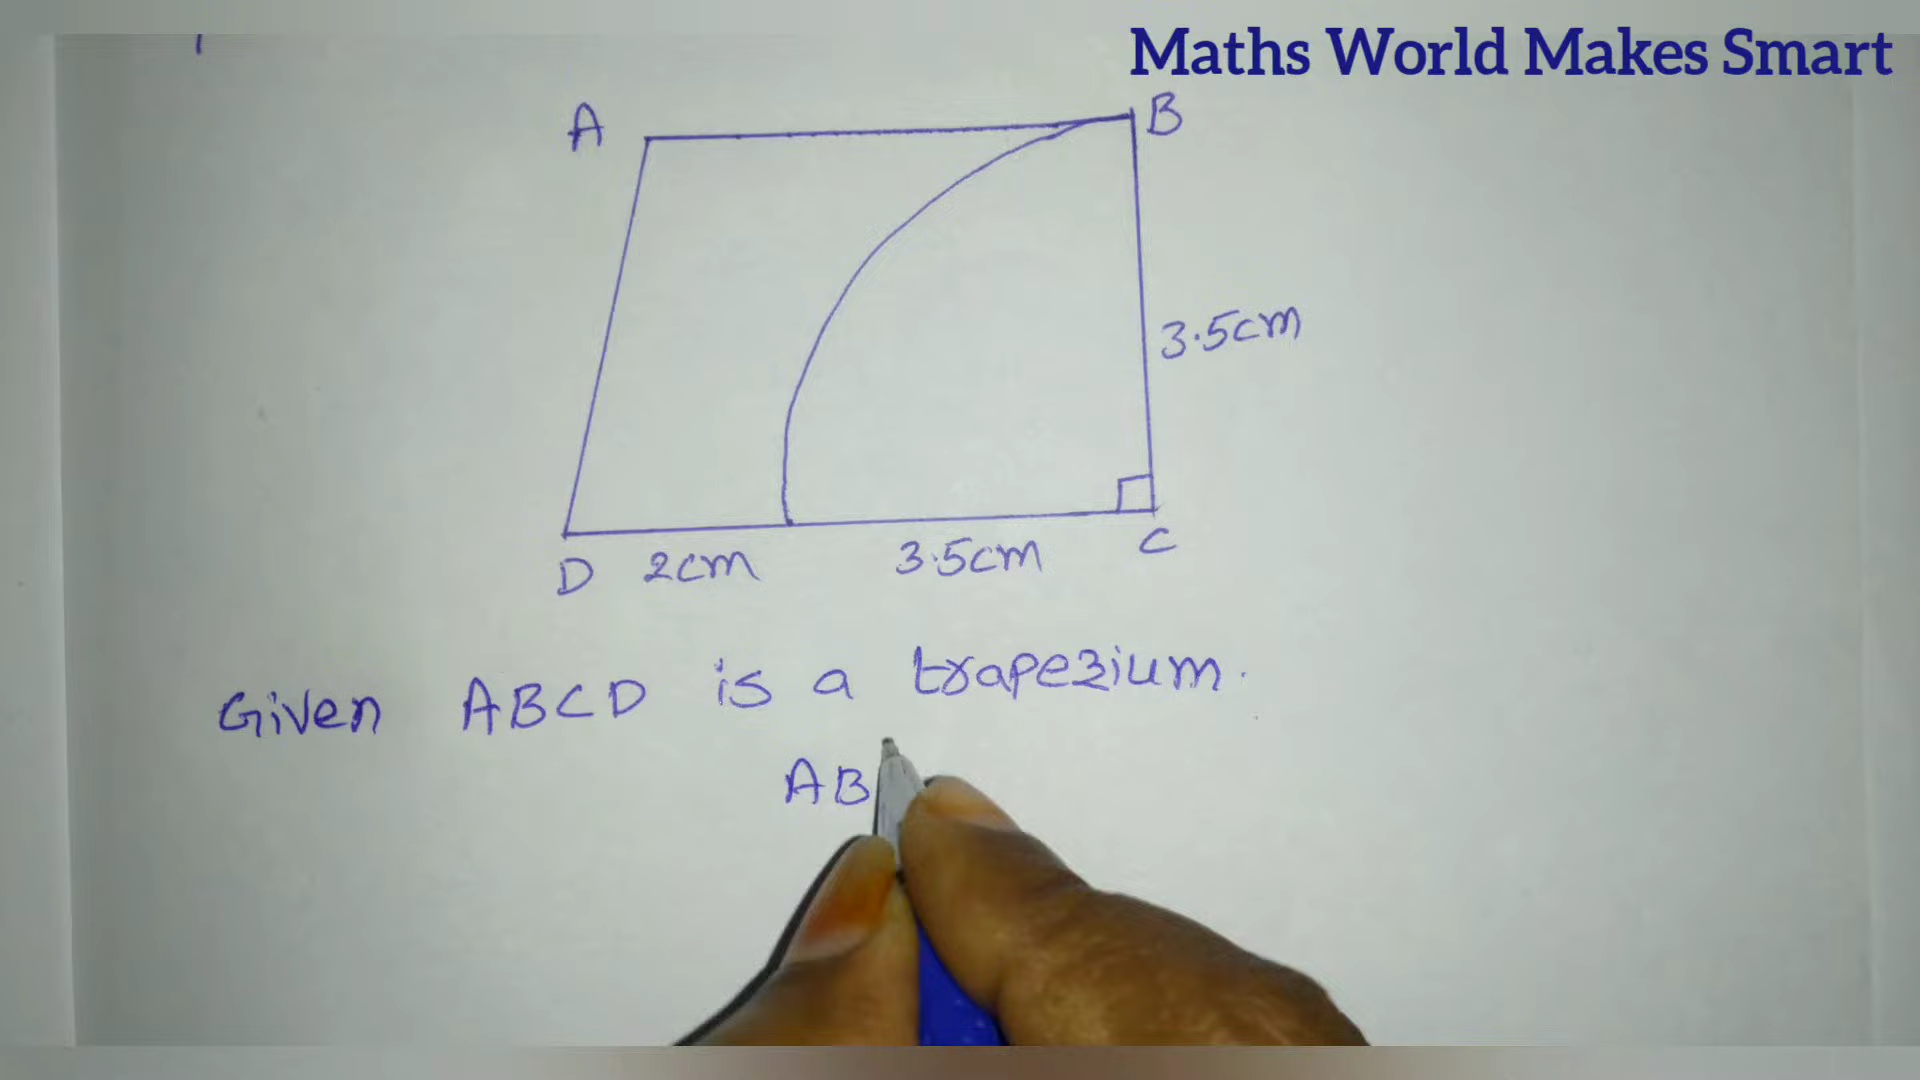 Maths World Makes Smart
A
B
3.5cm
D 2cm 3.5cm C
Given ABCD is a trapezium.
AB